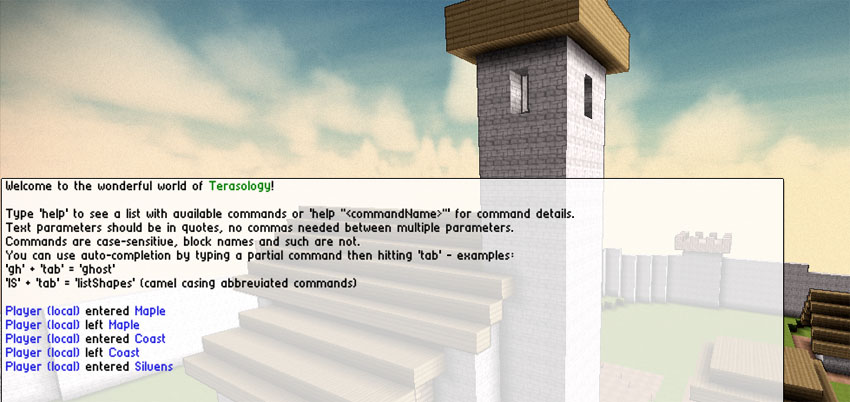 Welcome to the wonderful world of Terasology!
Type 'help' to see a list with available commands or 'help "<commandName>"' for command details.
Text parameters should be in quotes, no commas needed between multiple parameters.
Commands are case-sensitive, block names and such are not.
You can use auto-completion by typing a partial command then hitting 'tab' - examples:
'gh' + 'tab' = 'ghost'
'lS' + 'tab' = 'listShapes' (camel casing abbreviated commands)
Player (local) entered Maple
Player (local) left Maple
Player (local) entered Coast
Player (local) left Coast
Player (local) entered Silvens